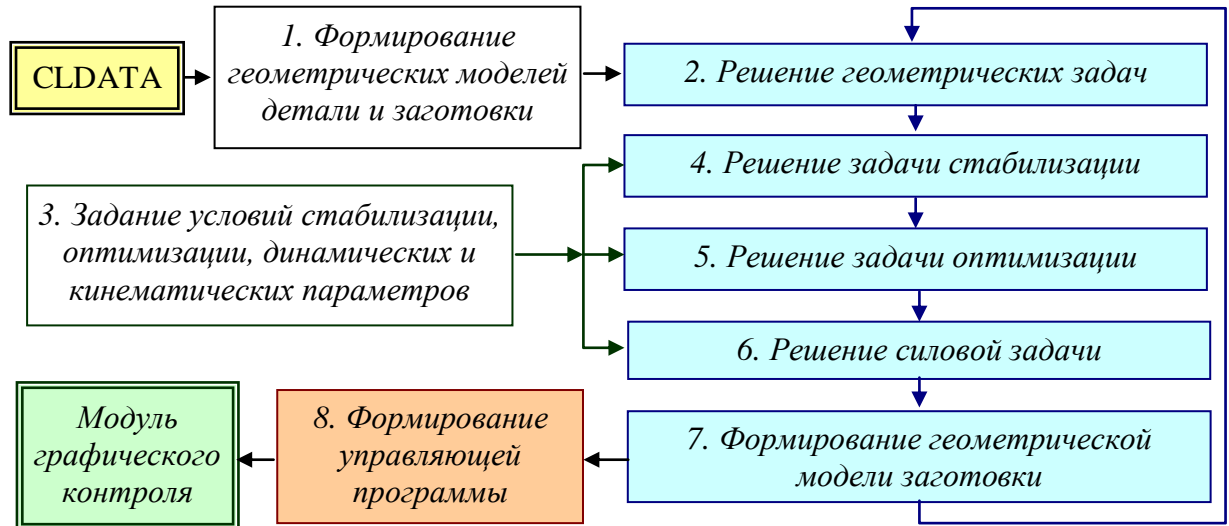 CLDATA
1. Формирование
геометрических моделей
детали и заготовки
2. Решение геометрических задач
3. Задание условий стабилизации,
оптимизации, динамических и
кинематических параметров
4. Решение задачи стабилизации
5. Решение задачи оптимизации
6. Решение силовой задачи
7. Формирование геометрической
модели заготовки
8. Формирование
управляющей
программы
Модуль
графического
контроля